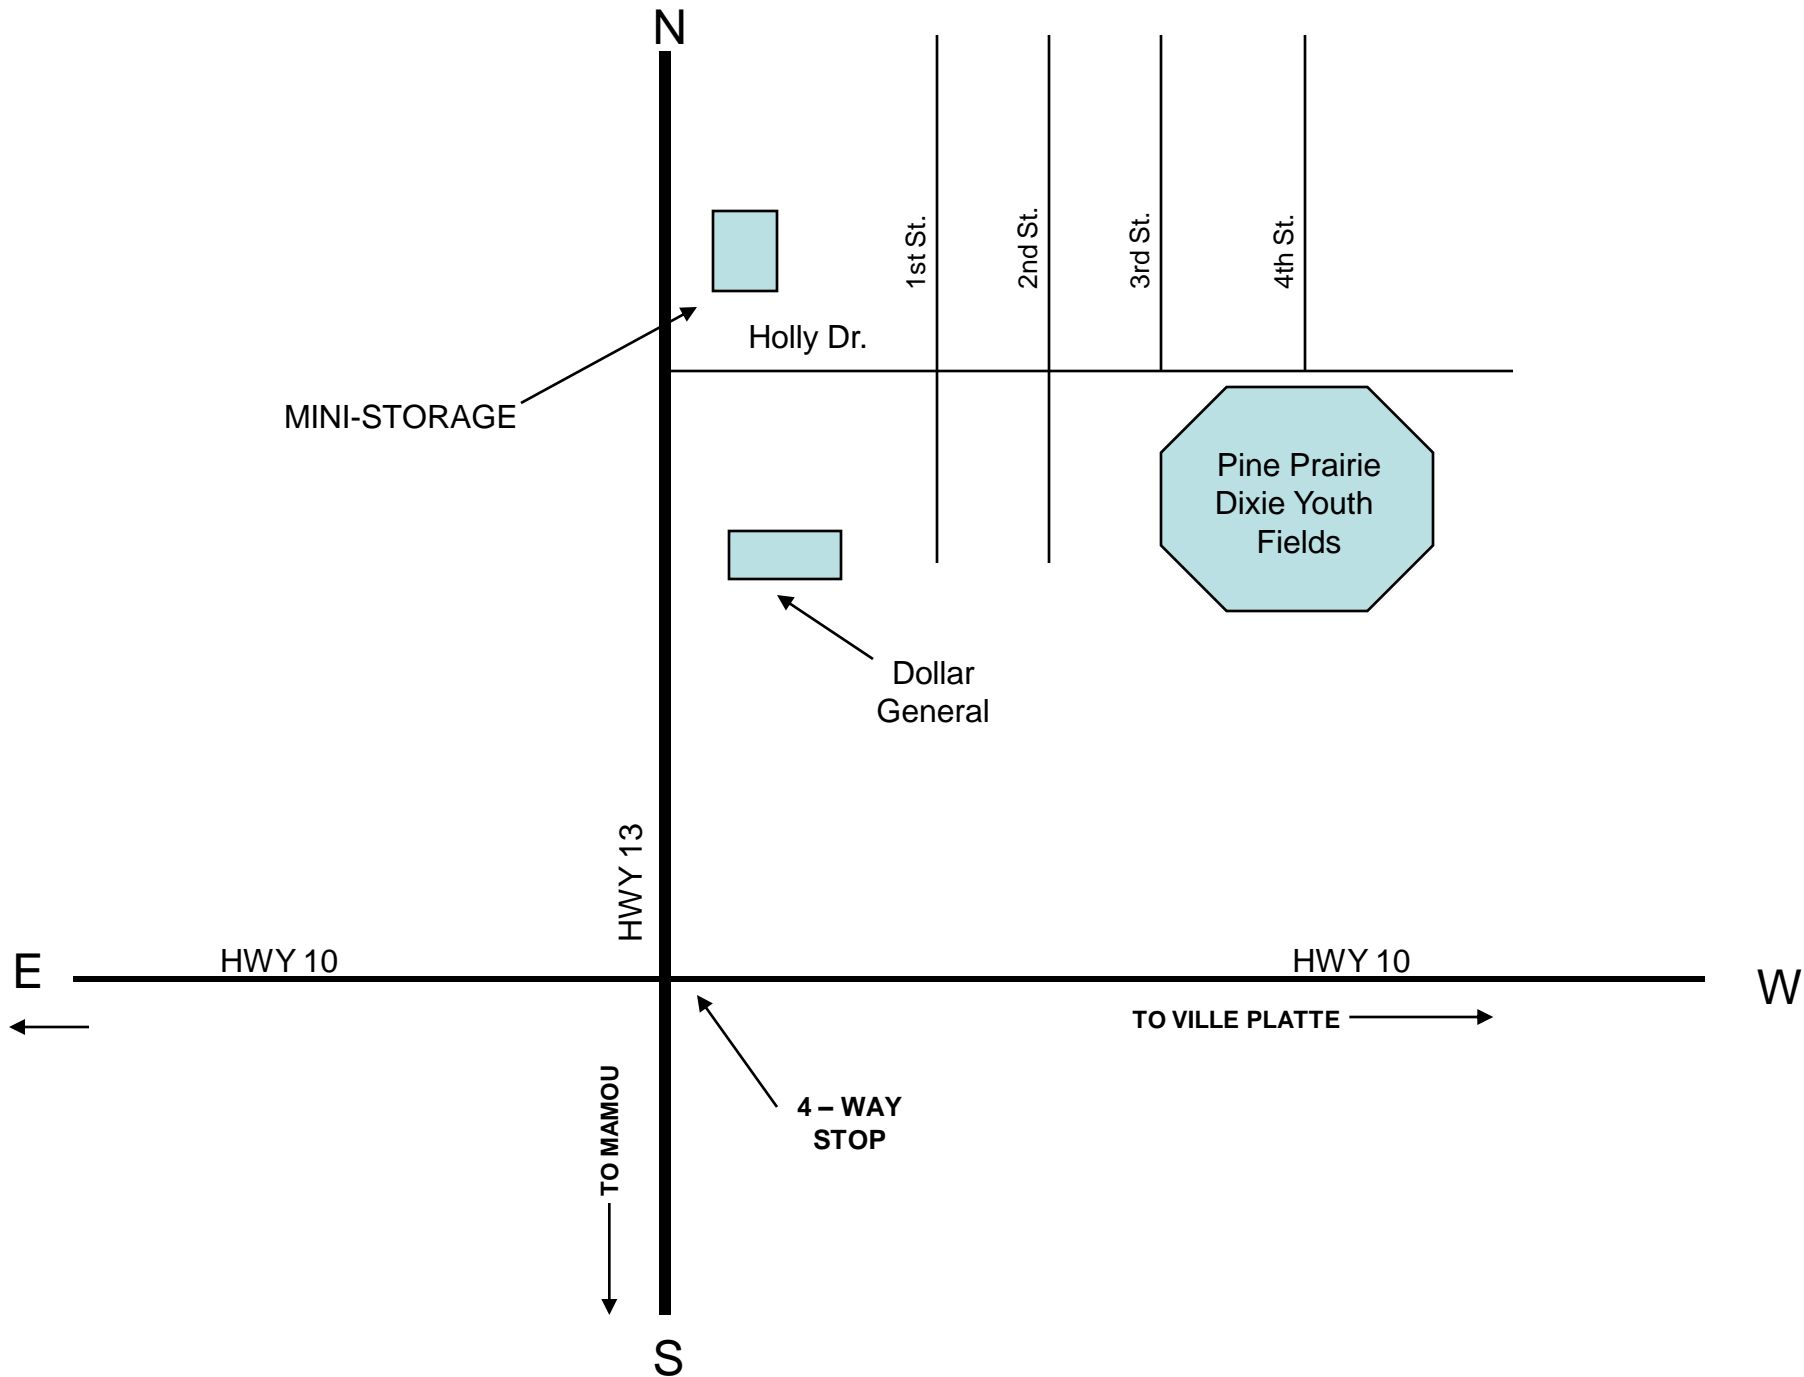 N
1st St.
2nd St.
3rd St.
4th St.
Holly Dr.
MINI-STORAGE
Pine Prairie
Dixie Youth
Fields
Dollar
General
HWY 13
E
HWY 10
HWY 10
W
TO VILLE PLATTE
TO MAMOU
4 – WAY
STOP
S